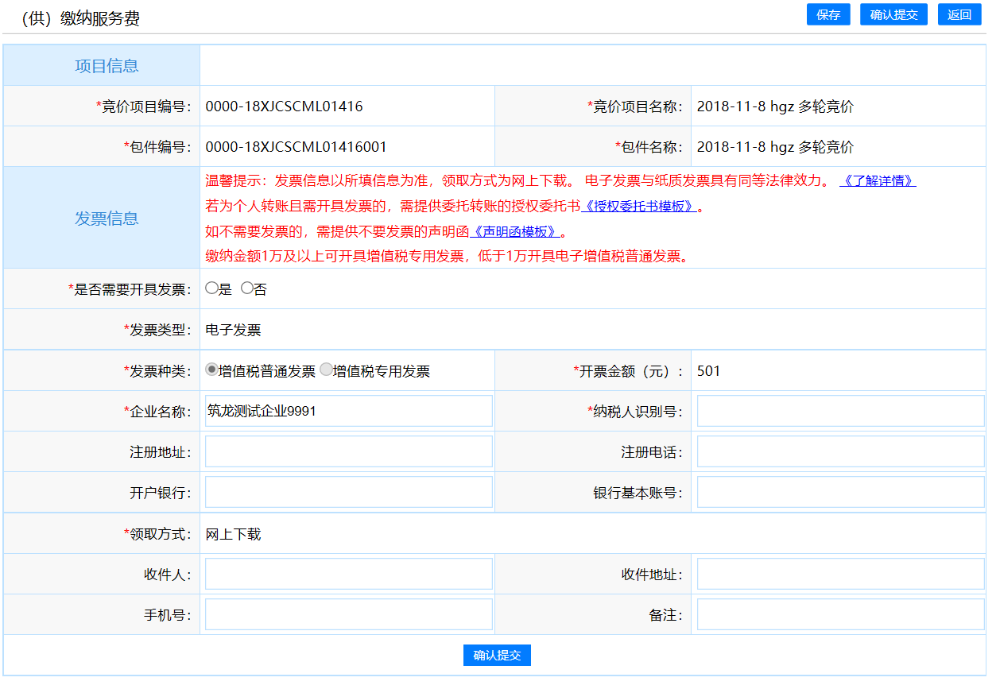 （供）缴纳服务费
保存 确认提交 返回
项目信息
*竞价项目编号： 0000-18XJCSCML01416 *竞价项目名称： 2018-11-8 hgz 多轮竞价
*包件编号： 0000-18XJCSCML01416001 *包件名称： 2018-11-8 hgz 多轮竞价
发票信息
温馨提示：发票信息以所填信息为准，领取方式为网上下载。 电子发票与纸质发票具有同等法律效力。 《了解详情》
若为个人转账且需开具发票的，需提供委托转账的授权委托书《授权委托书模板》。
如不需要发票的，需提供不要发票的声明函《声明函模板》。
缴纳金额1万及以上可开具增值税专用发票，低于1万开具电子增值税普通发票。
*是否需要开具发票： 是 否
*发票类型： 电子发票
*发票种类： 增值税普通发票 增值税专用发票 *开票金额（元）： 501
*企业名称： 筑龙测试企业9991 *纳税人识别号：
注册地址： 注册电话：
开户银行： 银行基本账号：
*领取方式： 网上下载
收件人： 收件地址：
手机号： 备注：
确认提交